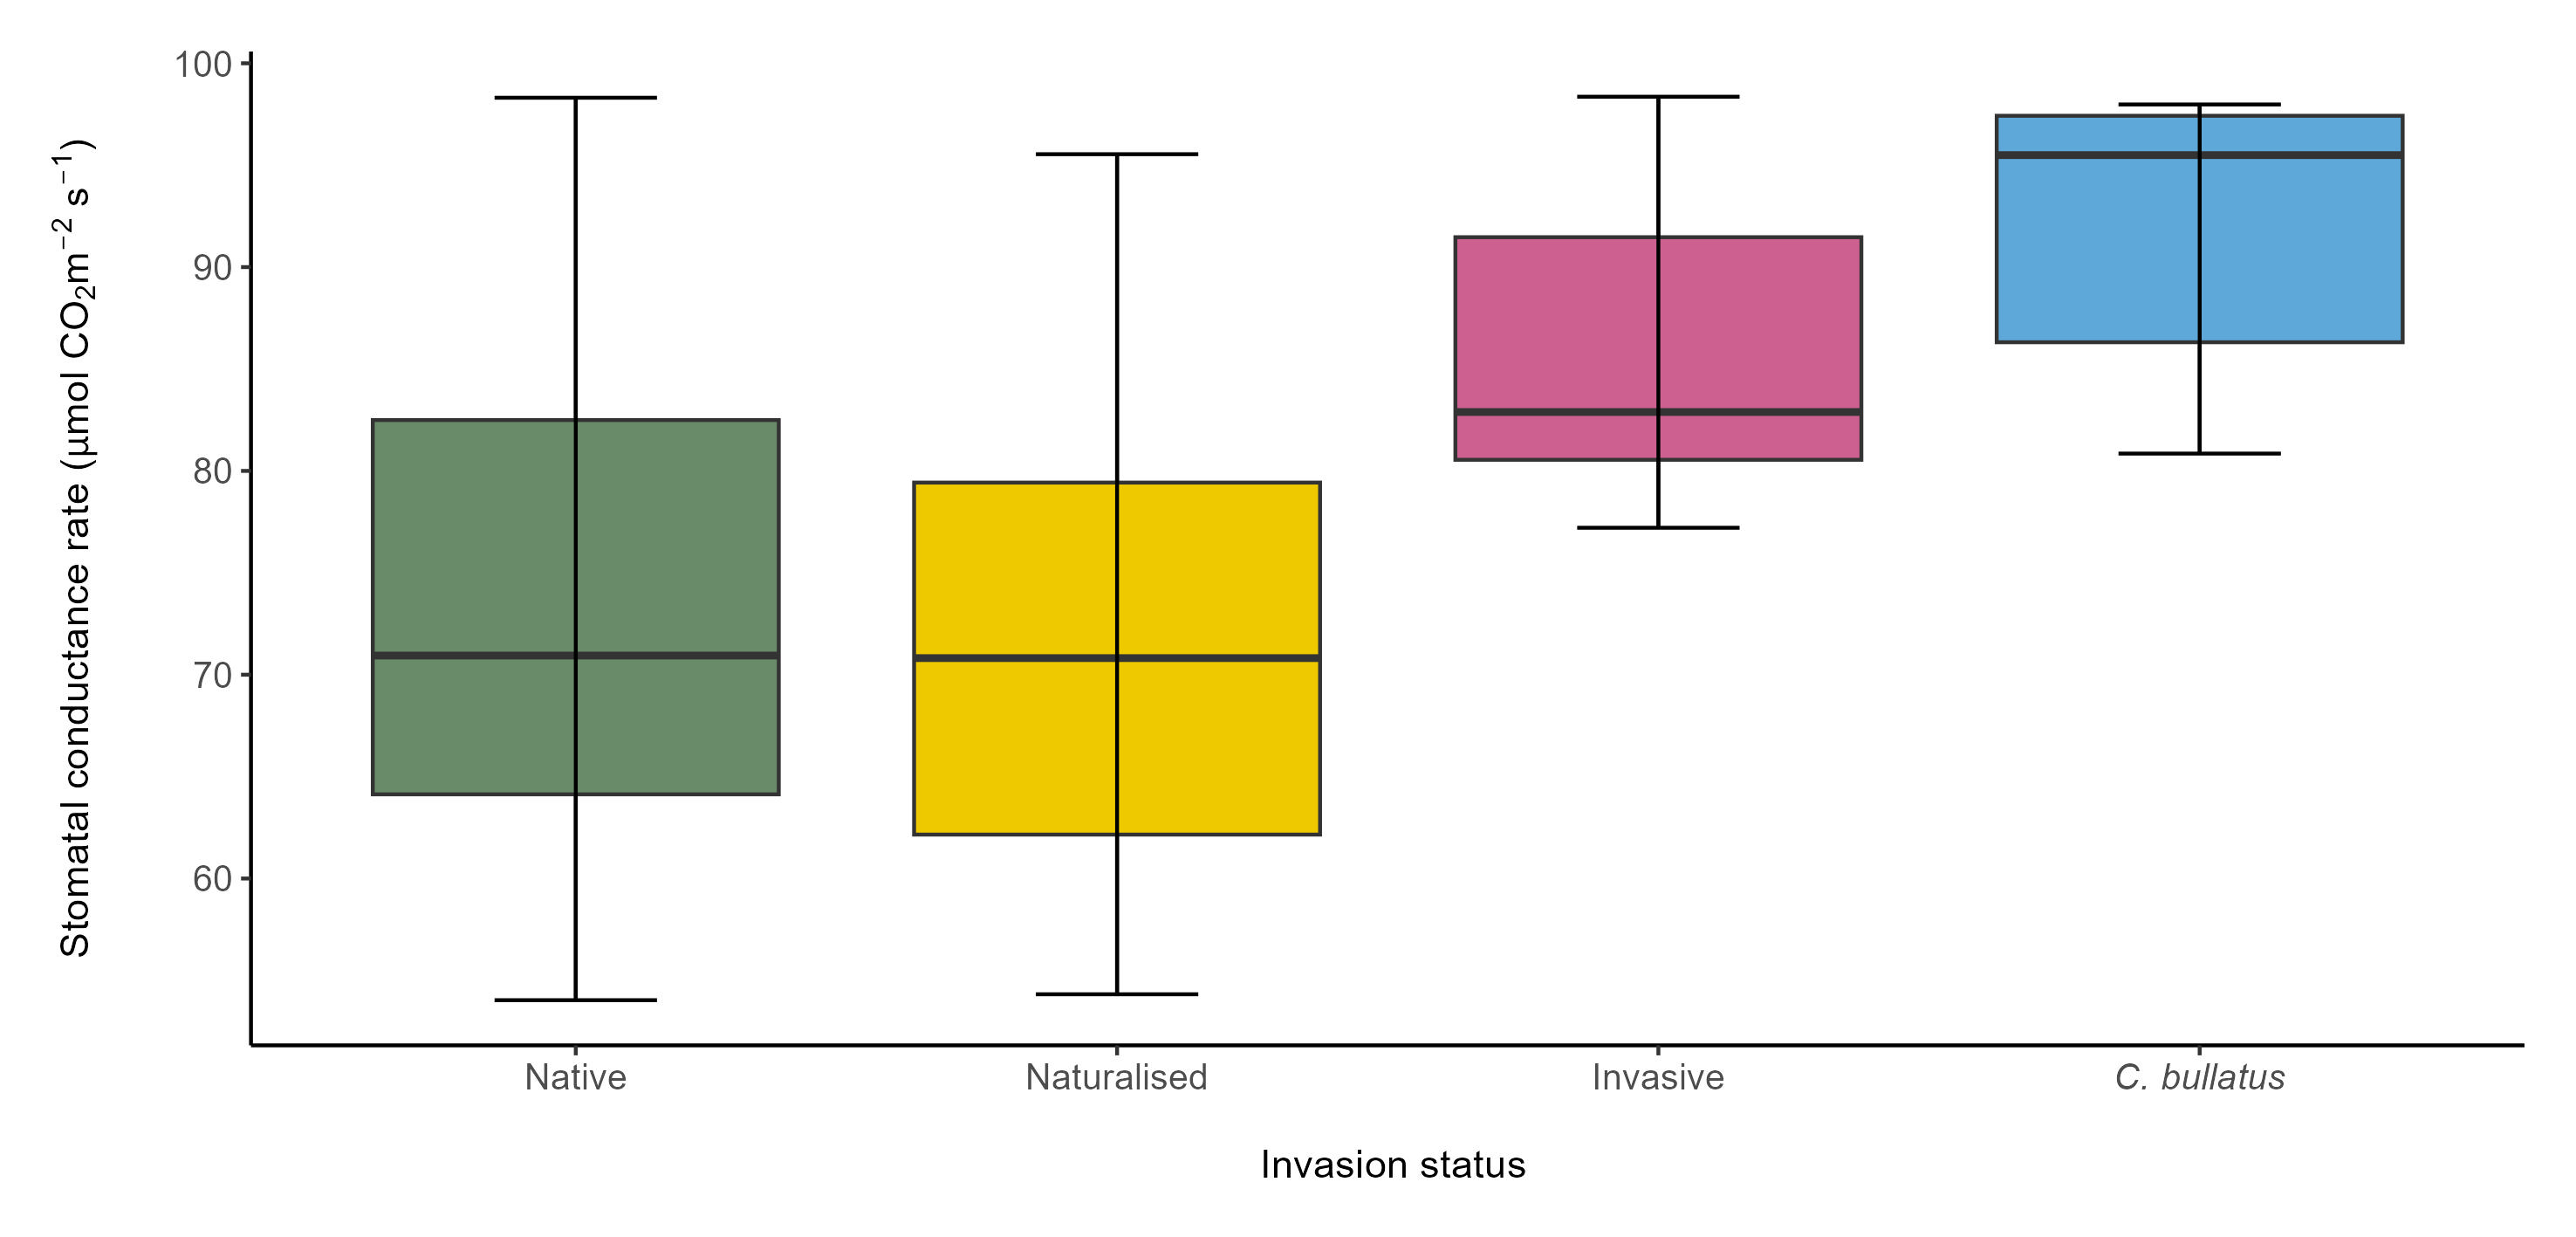 Stomatal conductance rate (µmol CO₂m⁻² s⁻¹)
100
90
80
70
60
Native Naturalised Invasive C. bullatus
Invasion status